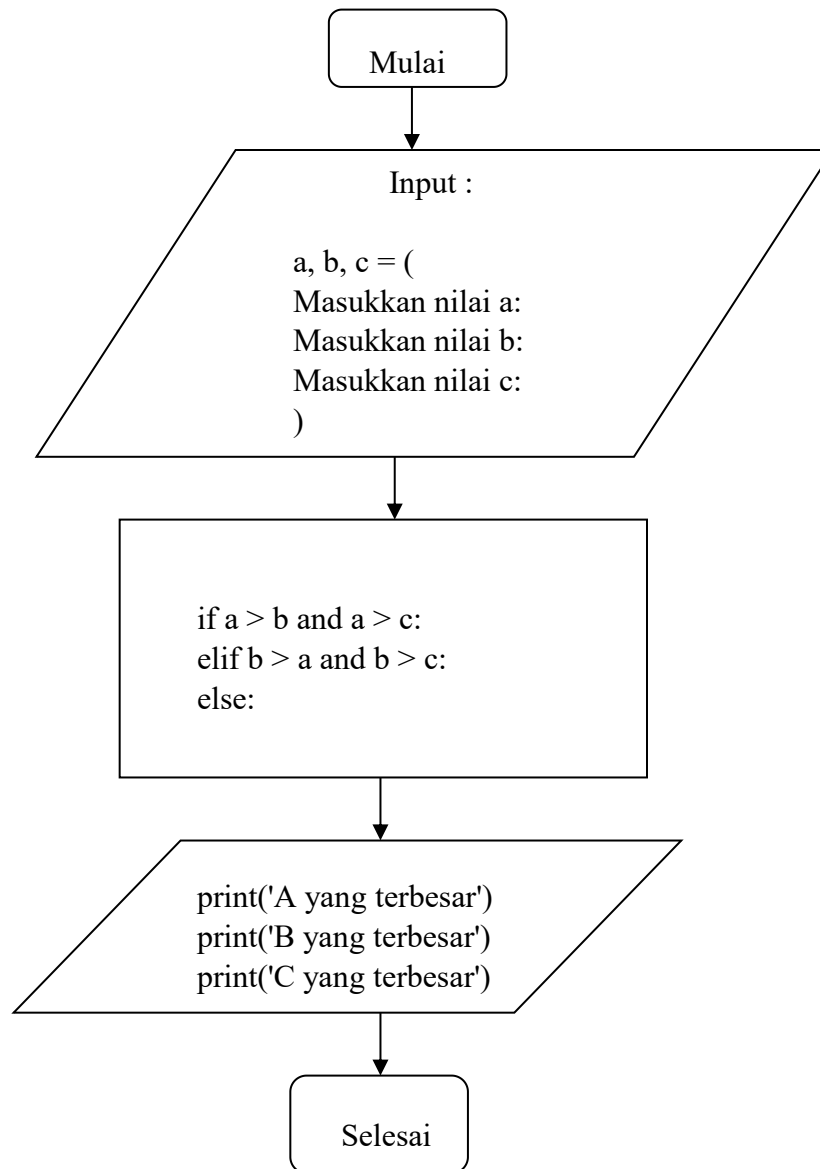 Mulai
Input :
a, b, c = (
Masukkan nilai a:
Masukkan nilai b:
Masukkan nilai c:
)
if a > b and a > c:
elif b > a and b > c:
else:
print('A yang terbesar')
print('B yang terbesar')
print('C yang terbesar')
Selesai